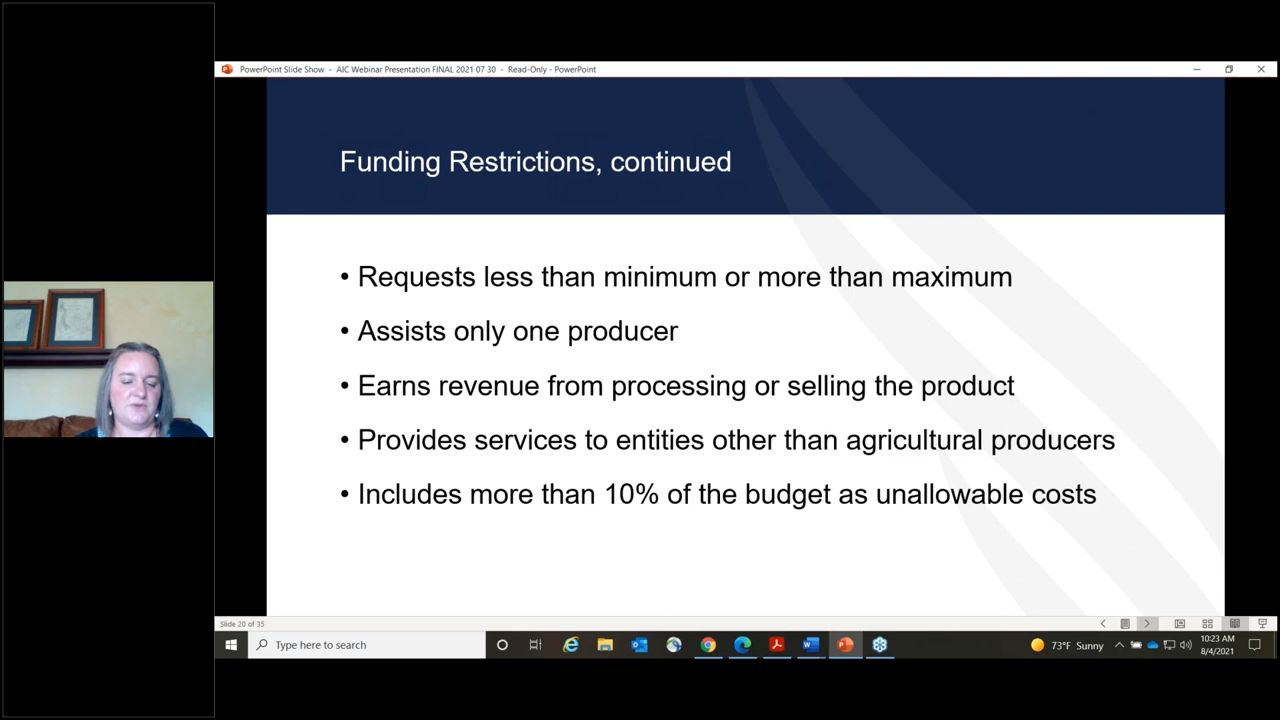 PowerPoint Slide Show - AIC Webinar Presentation FINAL 2021 07 30 - Read-Only - PowerPoint
Funding Restrictions, continued
• Requests less than minimum or more than maximum
• Assists only one producer
• Earns revenue from processing or selling the product
• Provides services to entities other than agricultural producers
• Includes more than 10% of the budget as unallowable costs
Slide 20 of 35
Type here to search
73°F Sunny
10:23 AM
8/4/2021